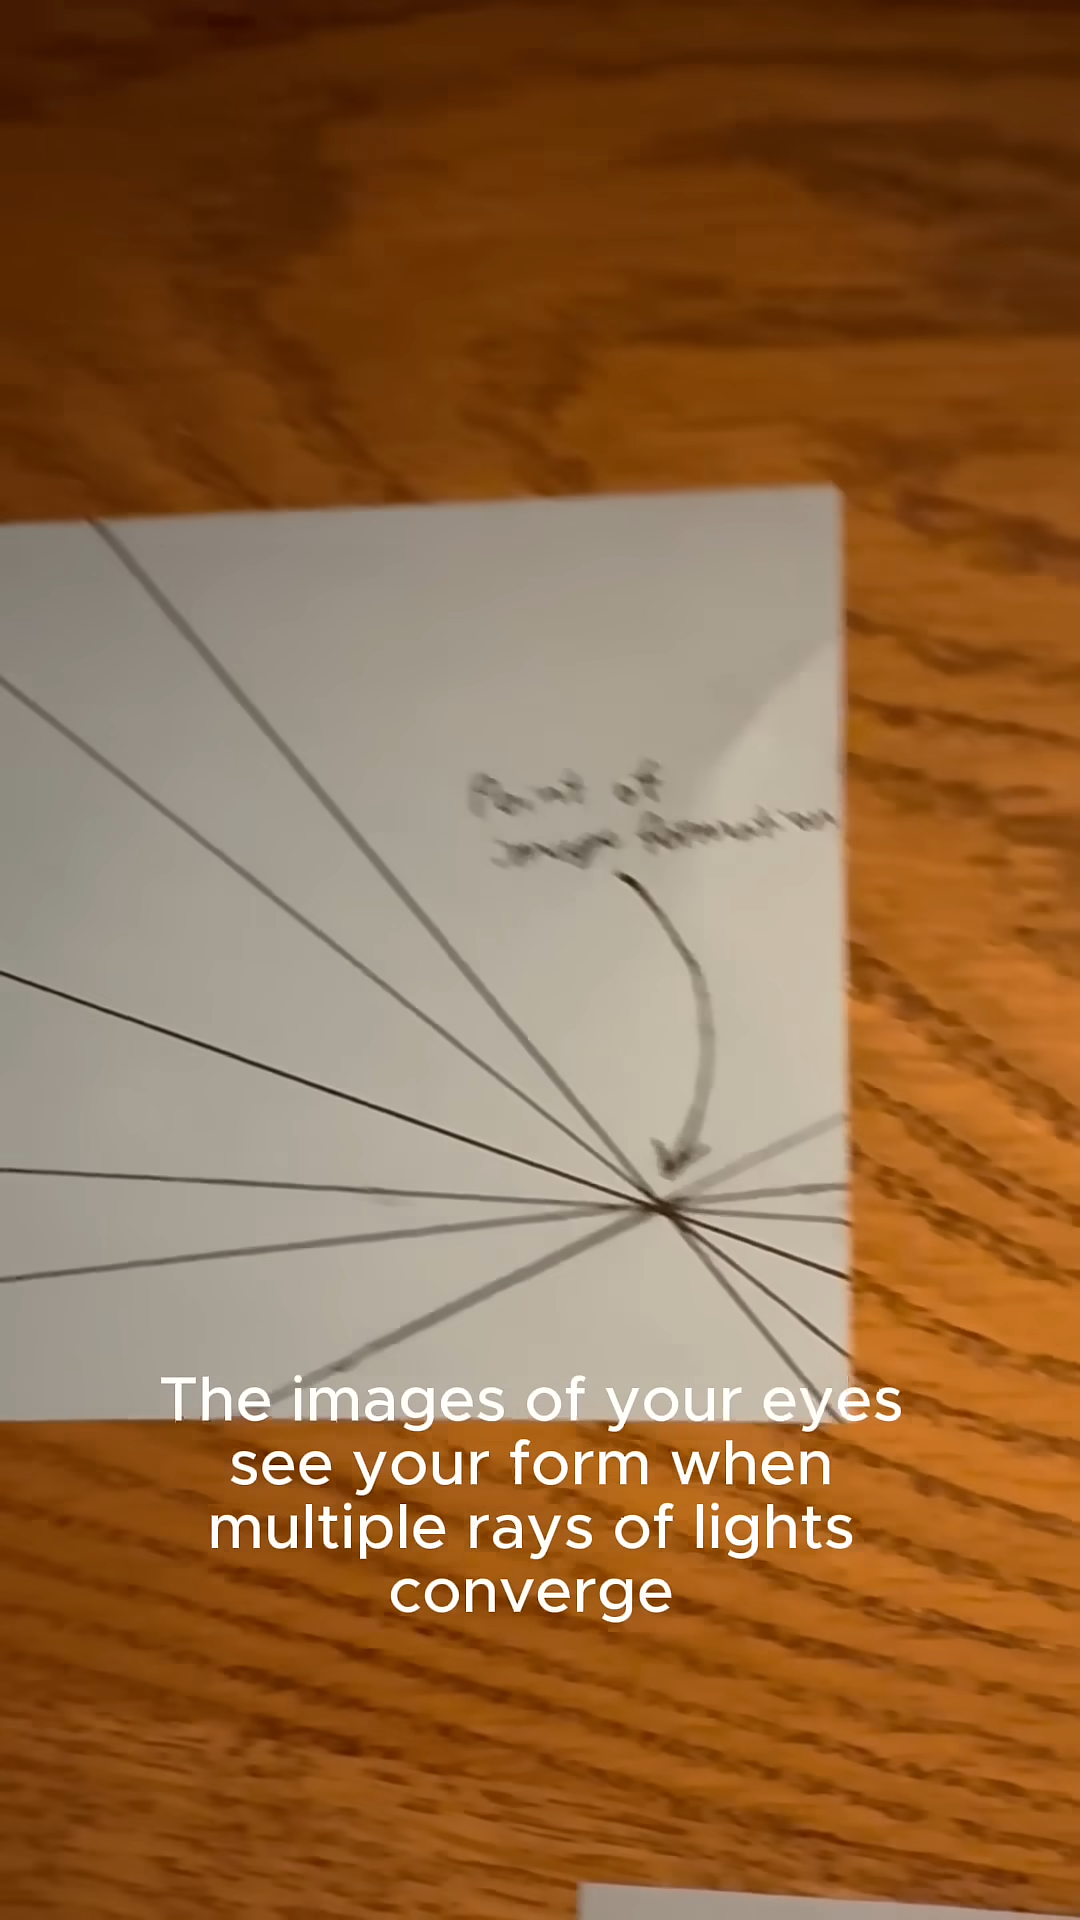 Point of
image formation
The images of your eyes
see your form when
multiple rays of lights
converge